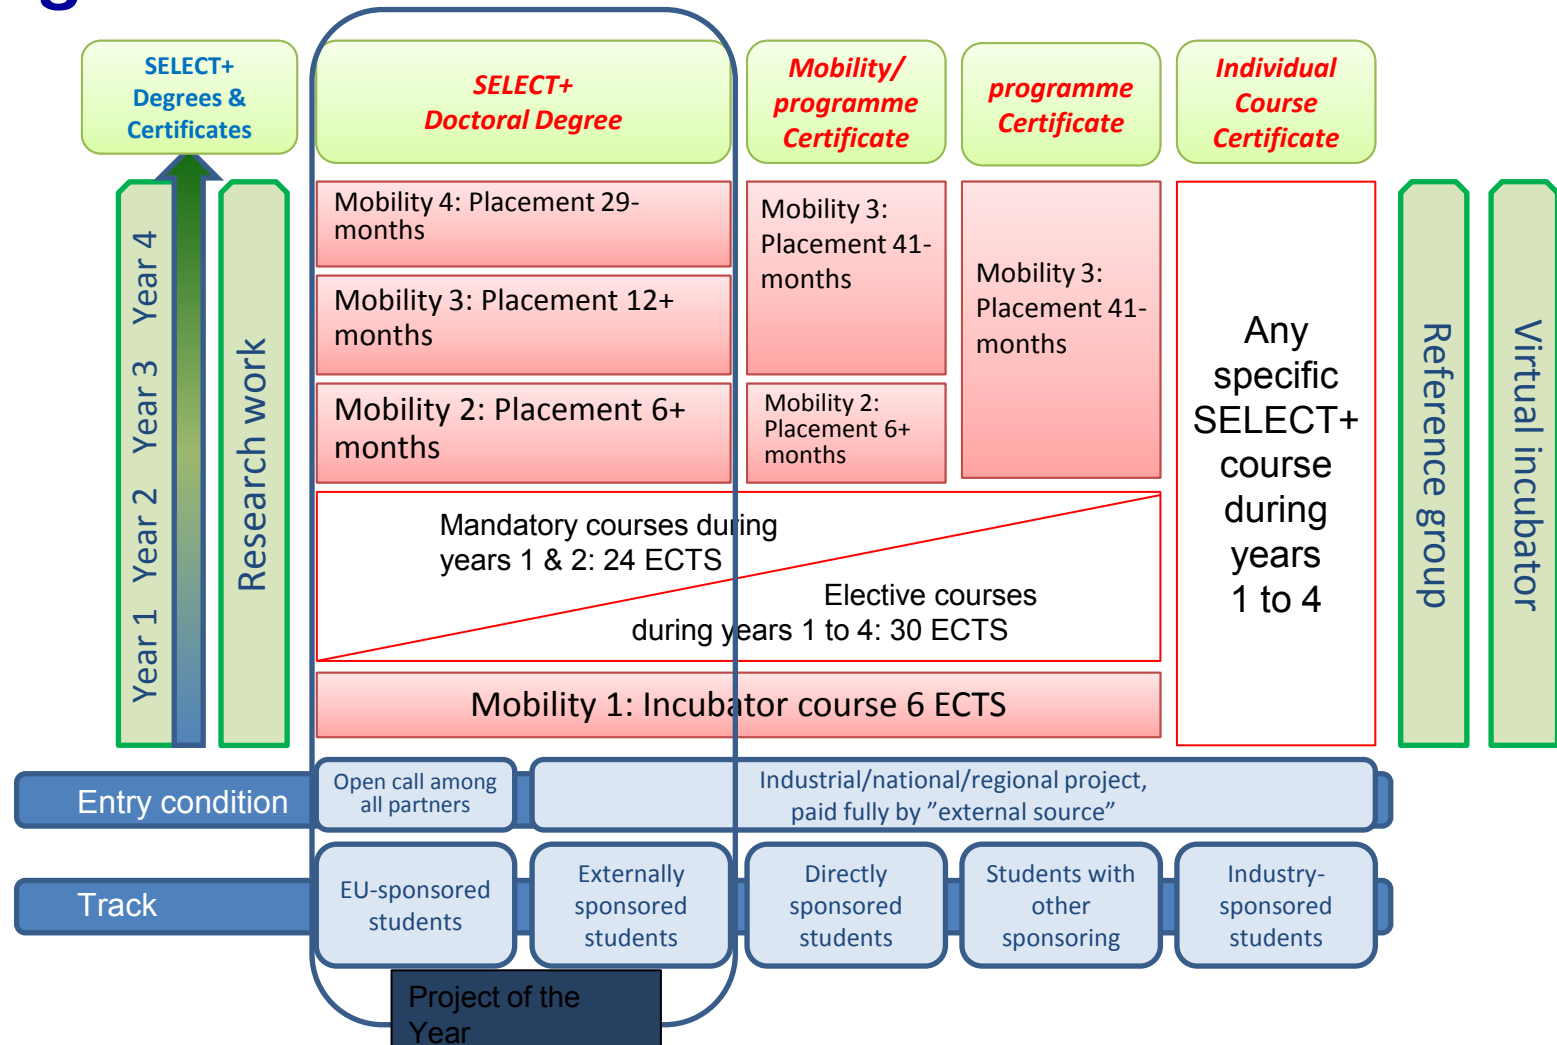 g
SELECT+
Degrees &
Certificates
SELECT+
Doctoral Degree
Mobility/
programme
Certificate
programme
Certificate
Individual
Course
Certificate
Year 1 Year 2 Year 3 Year 4
Research work
Mobility 4: Placement 29-
months
Mobility 3: Placement 12+
months
Mobility 2: Placement 6+
months
Mobility 3:
Placement 41-
months
Mobility 2:
Placement 6+
months
Mobility 3:
Placement 41-
months
Mandatory courses during
years 1 & 2: 24 ECTS
Elective courses
during years 1 to 4: 30 ECTS
Mobility 1: Incubator course 6 ECTS
Any
specific
SELECT+
course
during
years
1 to 4
Reference group
Virtual incubator
Entry condition
Open call among
all partners
Industrial/national/regional project,
paid fully by ”external source”
Track
EU-sponsored
students
Externally
sponsored
students
Directly
sponsored
students
Students with
other
sponsoring
Industry-
sponsored
students
Project of the
Year